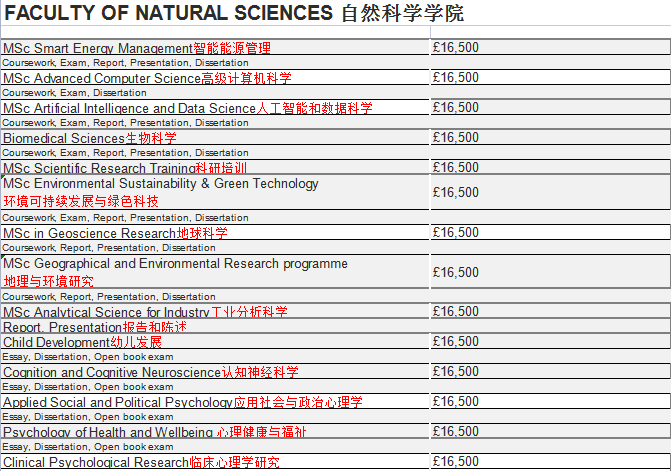 FACULTY OF NATURAL SCIENCES 自然科学学院
MSc Smart Energy Management智能能源管理 £16,500
Coursework, Exam, Report, Presentation, Dissertation
MSc Advanced Computer Science高级计算机科学 £16,500
Coursework, Exam, Dissertation
MSc Artificial Intelligence and Data Science人工智能和数据科学 £16,500
Coursework, Exam, Report, Presentation, Dissertation
Biomedical Sciences生物科学 £16,500
Coursework, Exam, Report, Presentation, Dissertation
MSc Scientific Research Training科研培训 £16,500
MSc Environmental Sustainability & Green Technology
环境可持续发展与绿色科技 £16,500
Coursework, Exam, Report, Presentation, Dissertation
MSc in Geoscience Research地球科学 £16,500
Coursework, Report, Presentation, Dissertation
MSc Geographical and Environmental Research programme
地理与环境研究 £16,500
Coursework, Report, Presentation, Dissertation
MSc Analytical Science for Industry工业分析科学 £16,500
Report, Presentation报告和陈述
Child Development幼儿发展 £16,500
Essay, Dissertation, Open book exam
Cognition and Cognitive Neuroscience认知神经科学 £16,500
Essay, Dissertation, Open book exam
Applied Social and Political Psychology应用社会与政治心理学 £16,500
Essay, Dissertation, Open book exam
Psychology of Health and Wellbeing 心理健康与福祉 £16,500
Essay, Dissertation, Open book exam
Clinical Psychological Research临床心理学研究 £16,500